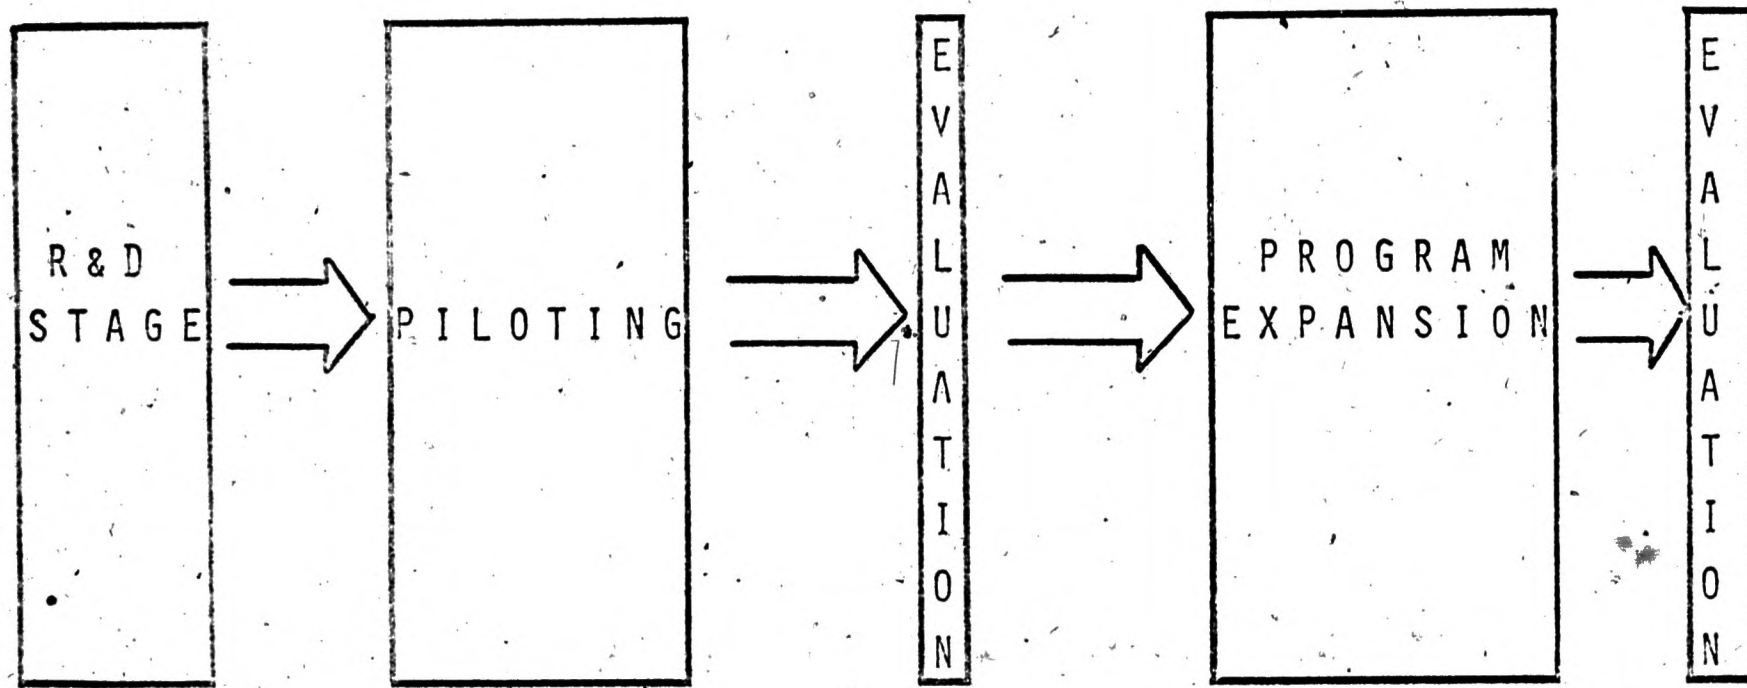 R & D
STAGE
PILOTING
EVALUATION
PROGRAM
EXPANSION
EVALUATION